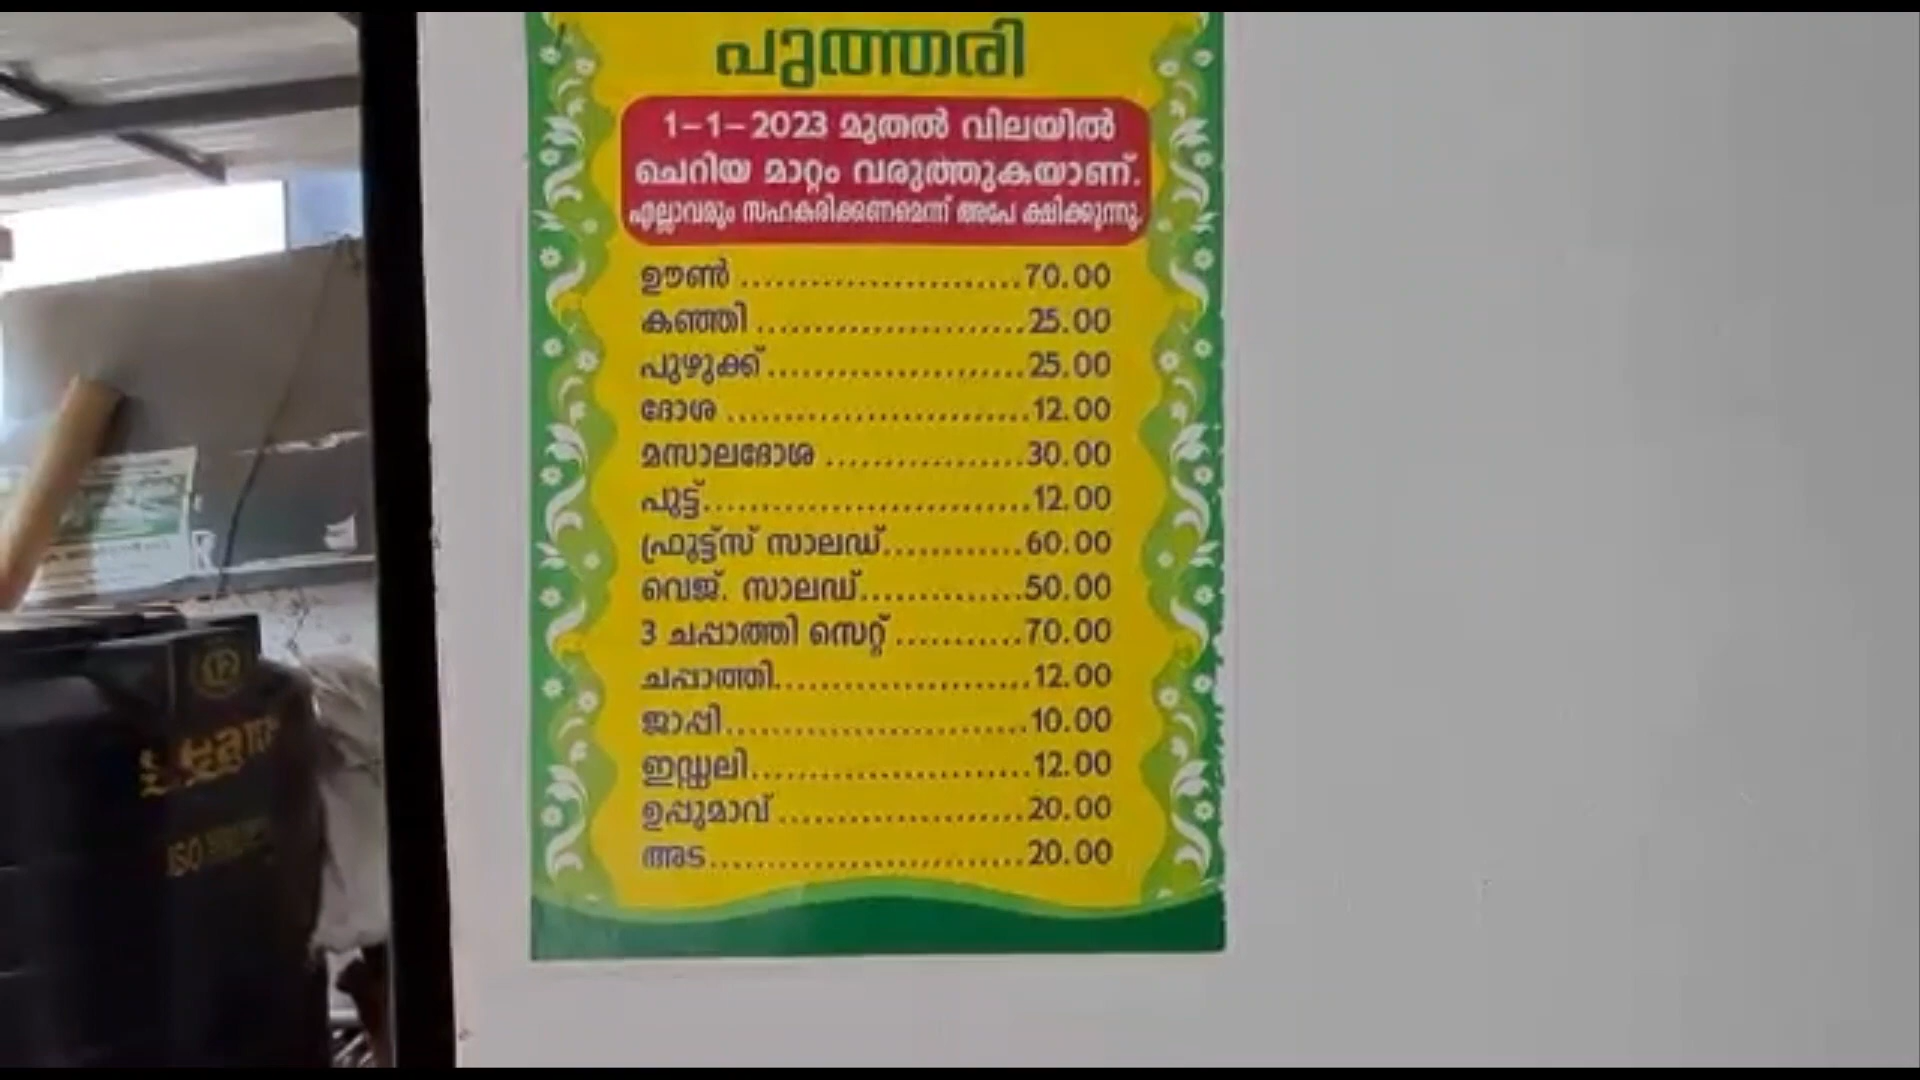 പുത്തരി
1-1-2023 മുതൽ വിലയിൽ
ചെറിയ മാറ്റം വരുത്തുകയാണ്.
എല്ലാവരും സഹകരിക്കണമെന്ന് അപേ ക്ഷിക്കുന്നു.
ഊൺ ........................70.00
കഞ്ഞി .......................25.00
പുഴുക്ക്.......................25.00
ദോശ ..........................12.00
മസാലദോശ .................30.00
പുട്ട്............................12.00
ഫ്രൂട്ട്സ് സാലഡ്............60.00
വെജ്. സാലഡ്..............50.00
3 ചപ്പാത്തി സെറ്റ് ...........70.00
ചപ്പാത്തി......................12.00
ജാപ്പി..........................10.00
ഇഡ്ഡലി........................12.00
ഉപ്പുമാവ് .....................20.00
അട...........................20.00
ISO